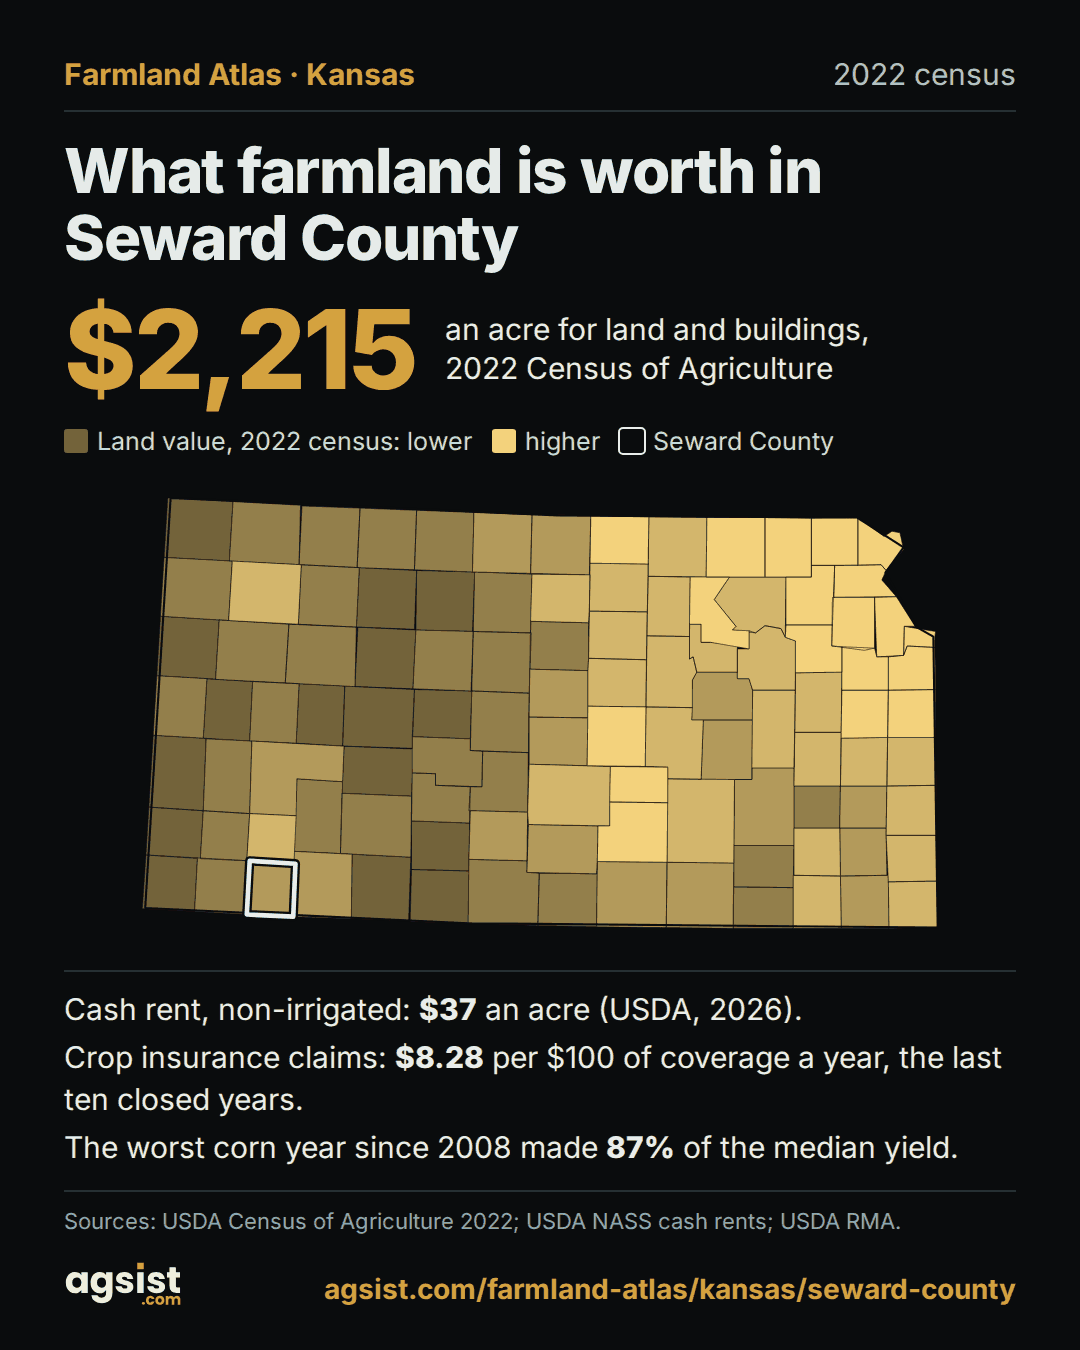 Farmland Atlas · Kansas
2022 census
What farmland is worth in
Seward County
$2,215
an acre for land and buildings,
2022 Census of Agriculture
Land value, 2022 census: lower
higher
Seward County
Cash rent, non-irrigated: $37 an acre (USDA, 2026).
Crop insurance claims: $8.28 per $100 of coverage a year, the last
ten closed years.
The worst corn year since 2008 made 87% of the median yield.
Sources: USDA Census of Agriculture 2022; USDA NASS cash rents; USDA RMA.
agsist
.com
agsist.com/farmland-atlas/kansas/seward-county